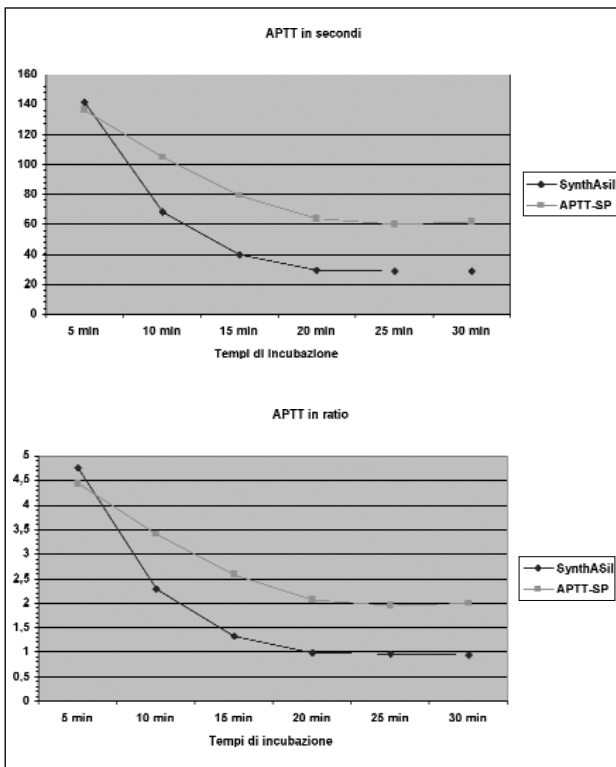 APTT in secondi
160
140
120
100
80
60
40
20
0
5 min 10 min 15 min 20 min 25 min 30 min
Tempi di incubazione
SynthAsil
APTT-SP
APTT in ratio
5
4,5
4
3,5
3
2,5
2
1,5
1
0,5
0
5 min 10 min 15 min 20 min 25 min 30 min
Tempi di incubazione
SynthASil
APTT-SP